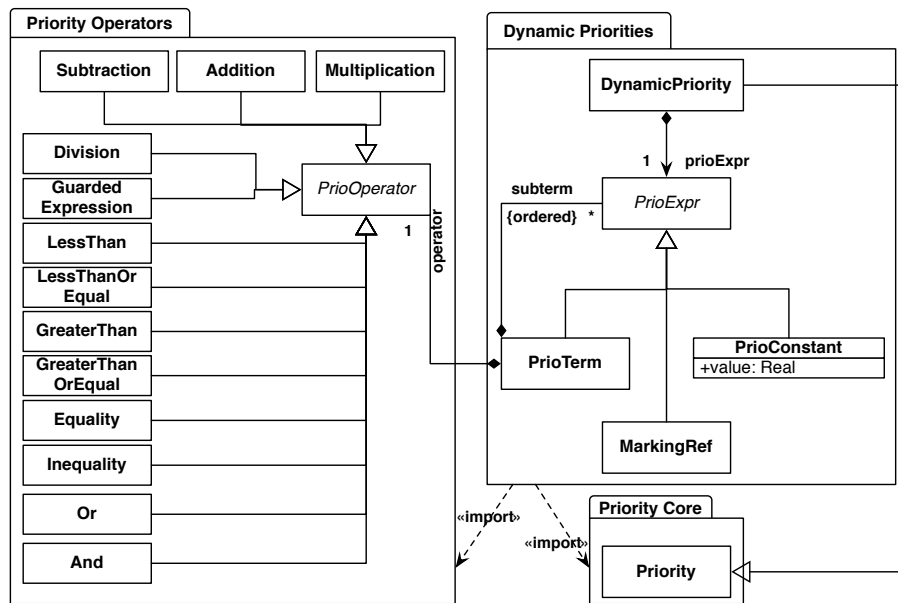 Priority Operators
Subtraction
Addition
Multiplication
Division
Guarded
Expression
PrioOperator
LessThan
LessThanOr
Equal
GreaterThan
GreaterThan
OrEqual
Equality
Inequality
Or
And
1
operator
Dynamic Priorities
DynamicPriority
1 prioExpr
subterm
{ordered} *
PrioExpr
PrioTerm
PrioConstant
+value: Real
MarkingRef
«import»
«import»
Priority Core
Priority